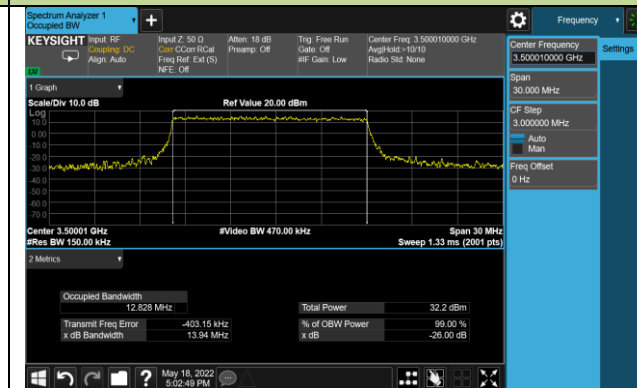 Spectrum Analyzer 1
Occupied BW
Frequency
KEYSIGHT
Input: RF
Coupling: DC
Align: Auto
Input Z: 50 Ω
Corr CCorr RCal
Freq Ref: Ext (S)
NFE: Off
Atten: 18 dB
Preamp: Off
Trig: Free Run
Gate: Off
#IF Gain: Low
Center Freq: 3.500010000 GHz
Avg|Hold:>10/10
Radio Std: None
Center Frequency
3.500010000 GHz
Settings
Span
30.000 MHz
CF Step
3.000000 MHz
Auto
Man
Freq Offset
0 Hz
1 Graph
Scale/Div 10.0 dB
Ref Value 20.00 dBm
Log
10.0
0.00
-10.0
-20.0
-30.0
-40.0
-50.0
-60.0
-70.0
Center 3.50001 GHz
#Video BW 470.00 kHz
Span 30 MHz
#Res BW 150.00 kHz
Sweep 1.33 ms (2001 pts)
2 Metrics
Occupied Bandwidth
12.828 MHz
Total Power
32.2 dBm
Transmit Freq Error
-403.15 kHz
% of OBW Power
99.00 %
x dB Bandwidth
13.94 MHz
x dB
-26.00 dB
May 18, 2022
5:02:49 PM